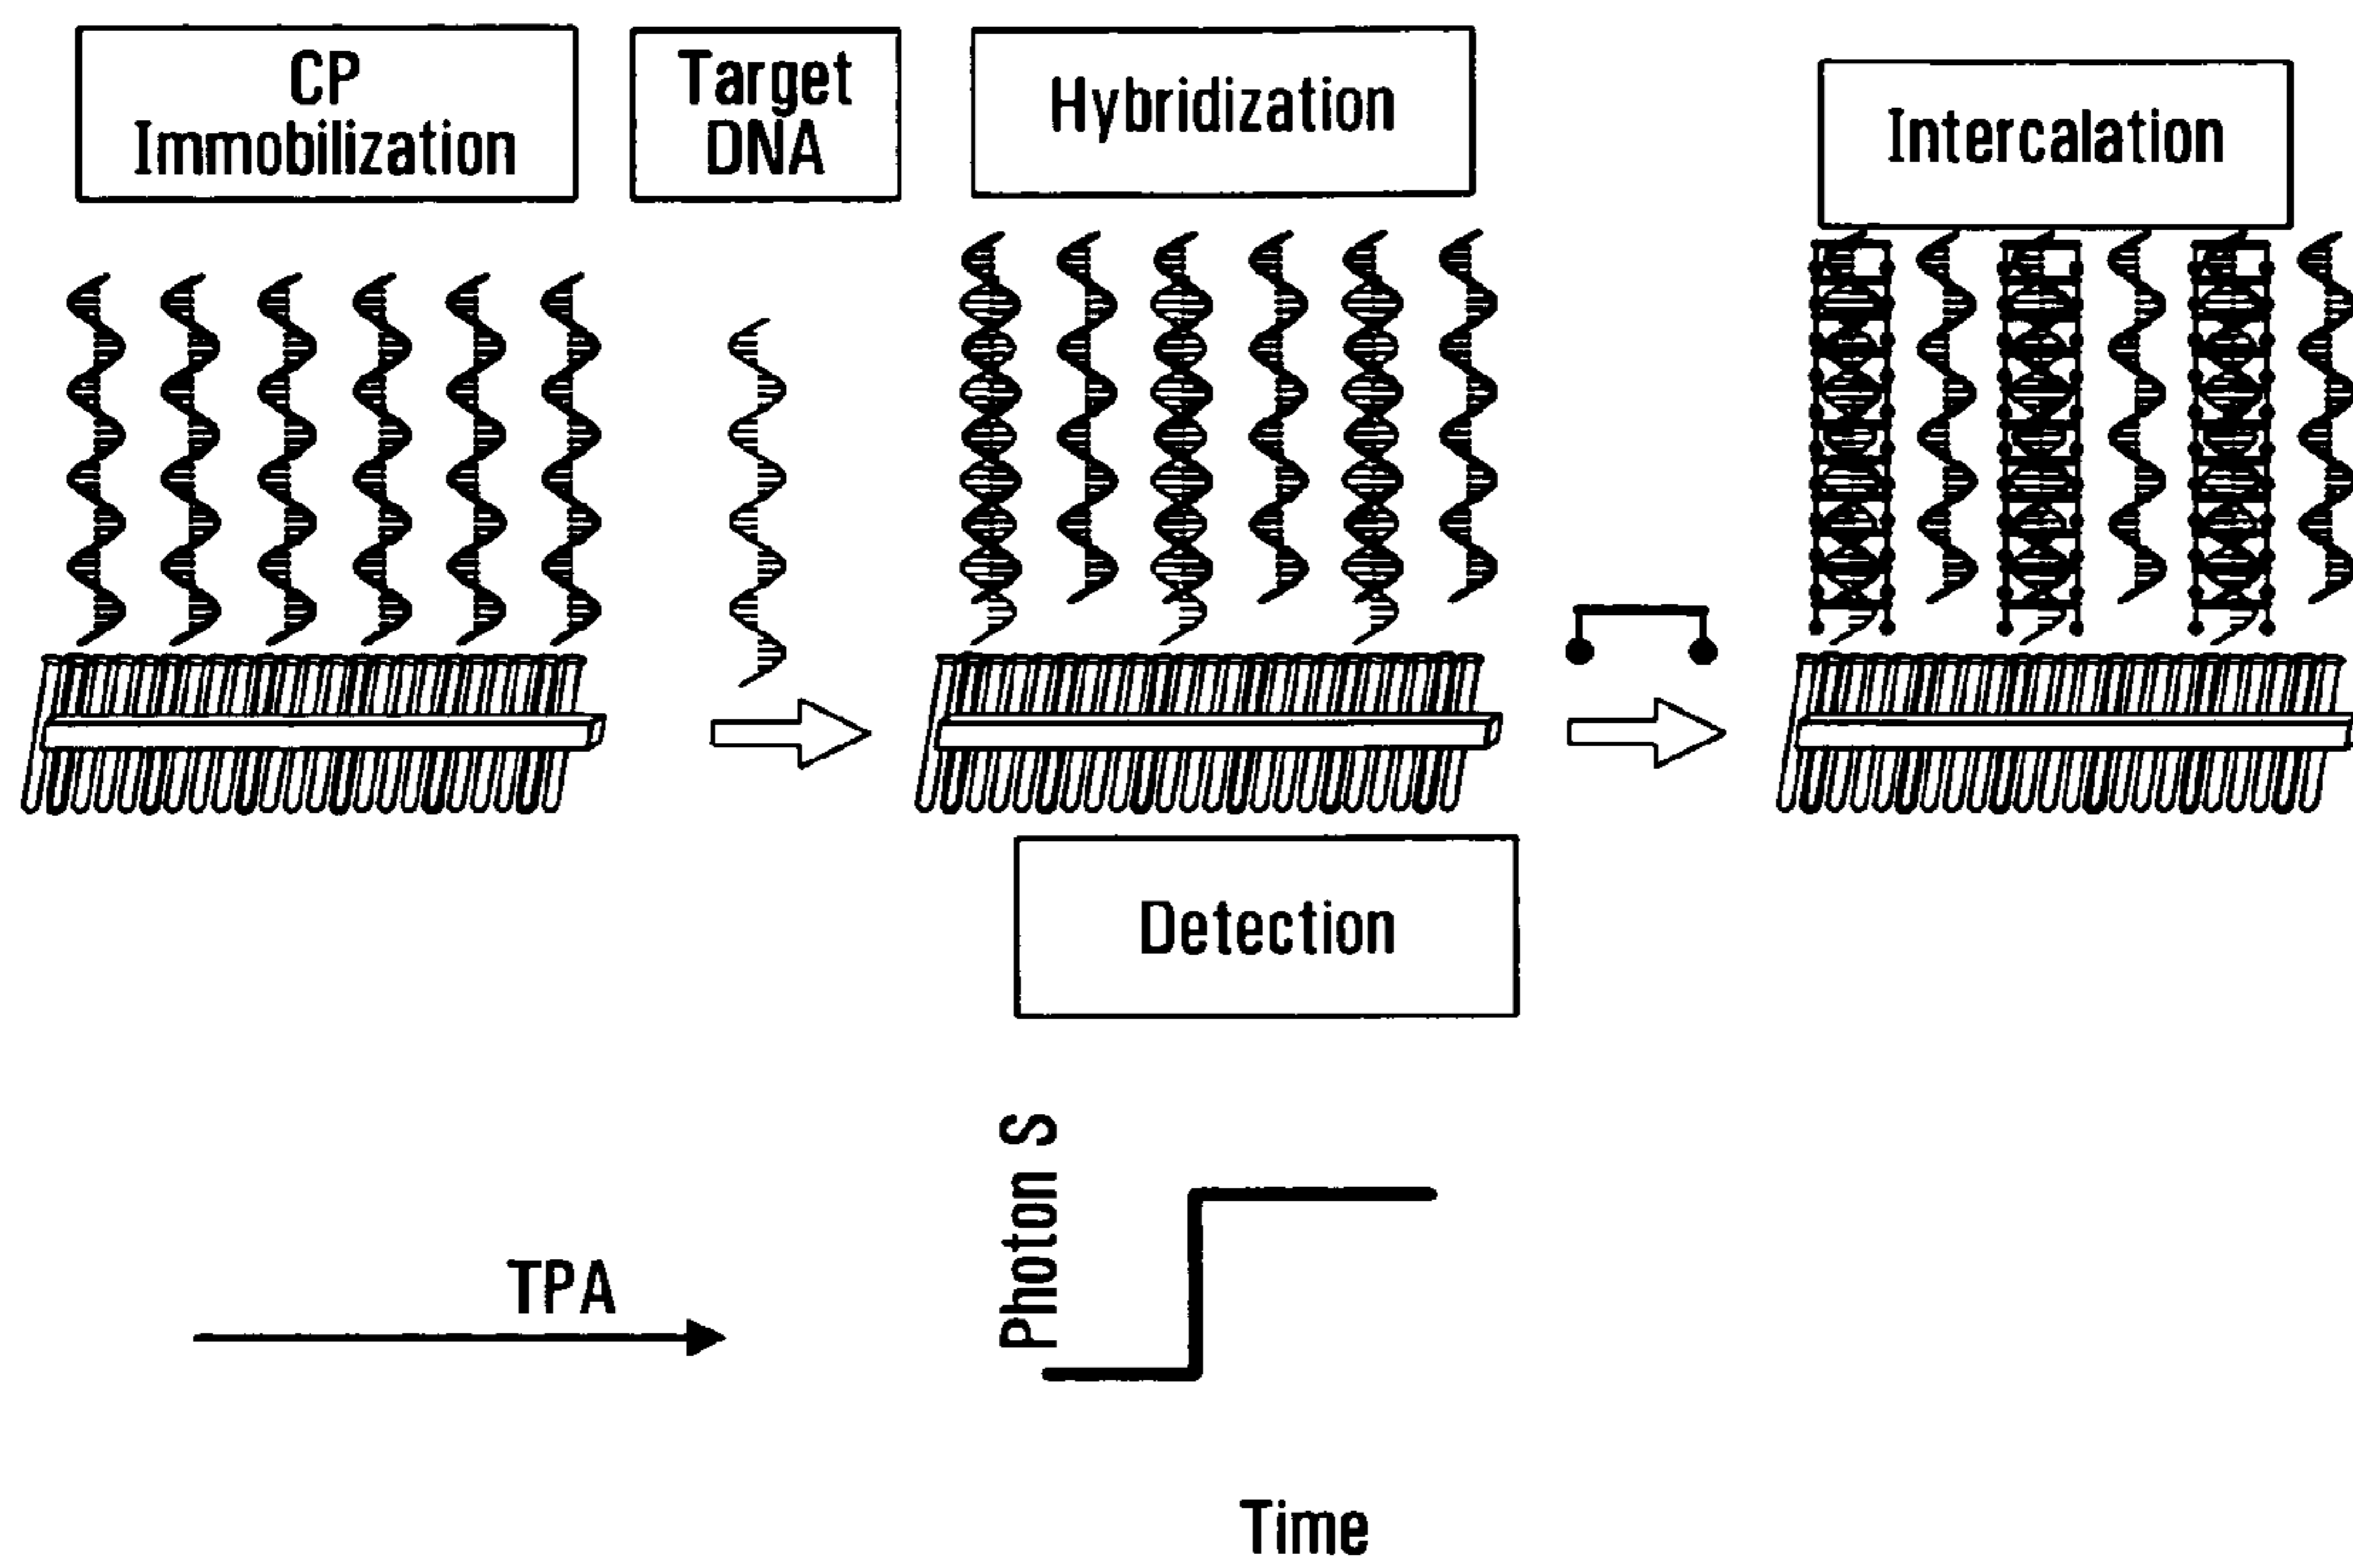 CP
Immobilization
Target
DNA
Hybridization
Intercalation
Detection
TPA
Photon S
Time